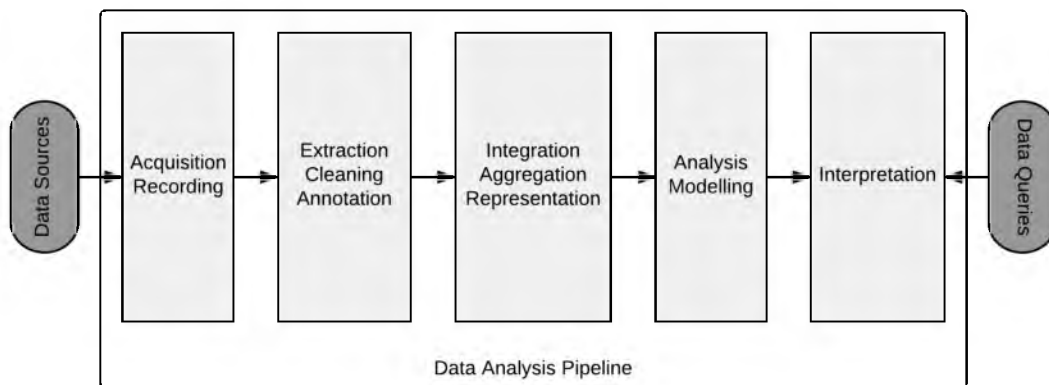 Data Sources
Acquisition
Recording
Extraction
Cleaning
Annotation
Integration
Aggregation
Representation
Analysis
Modelling
Interpretation
Data Queries
Data Analysis Pipeline